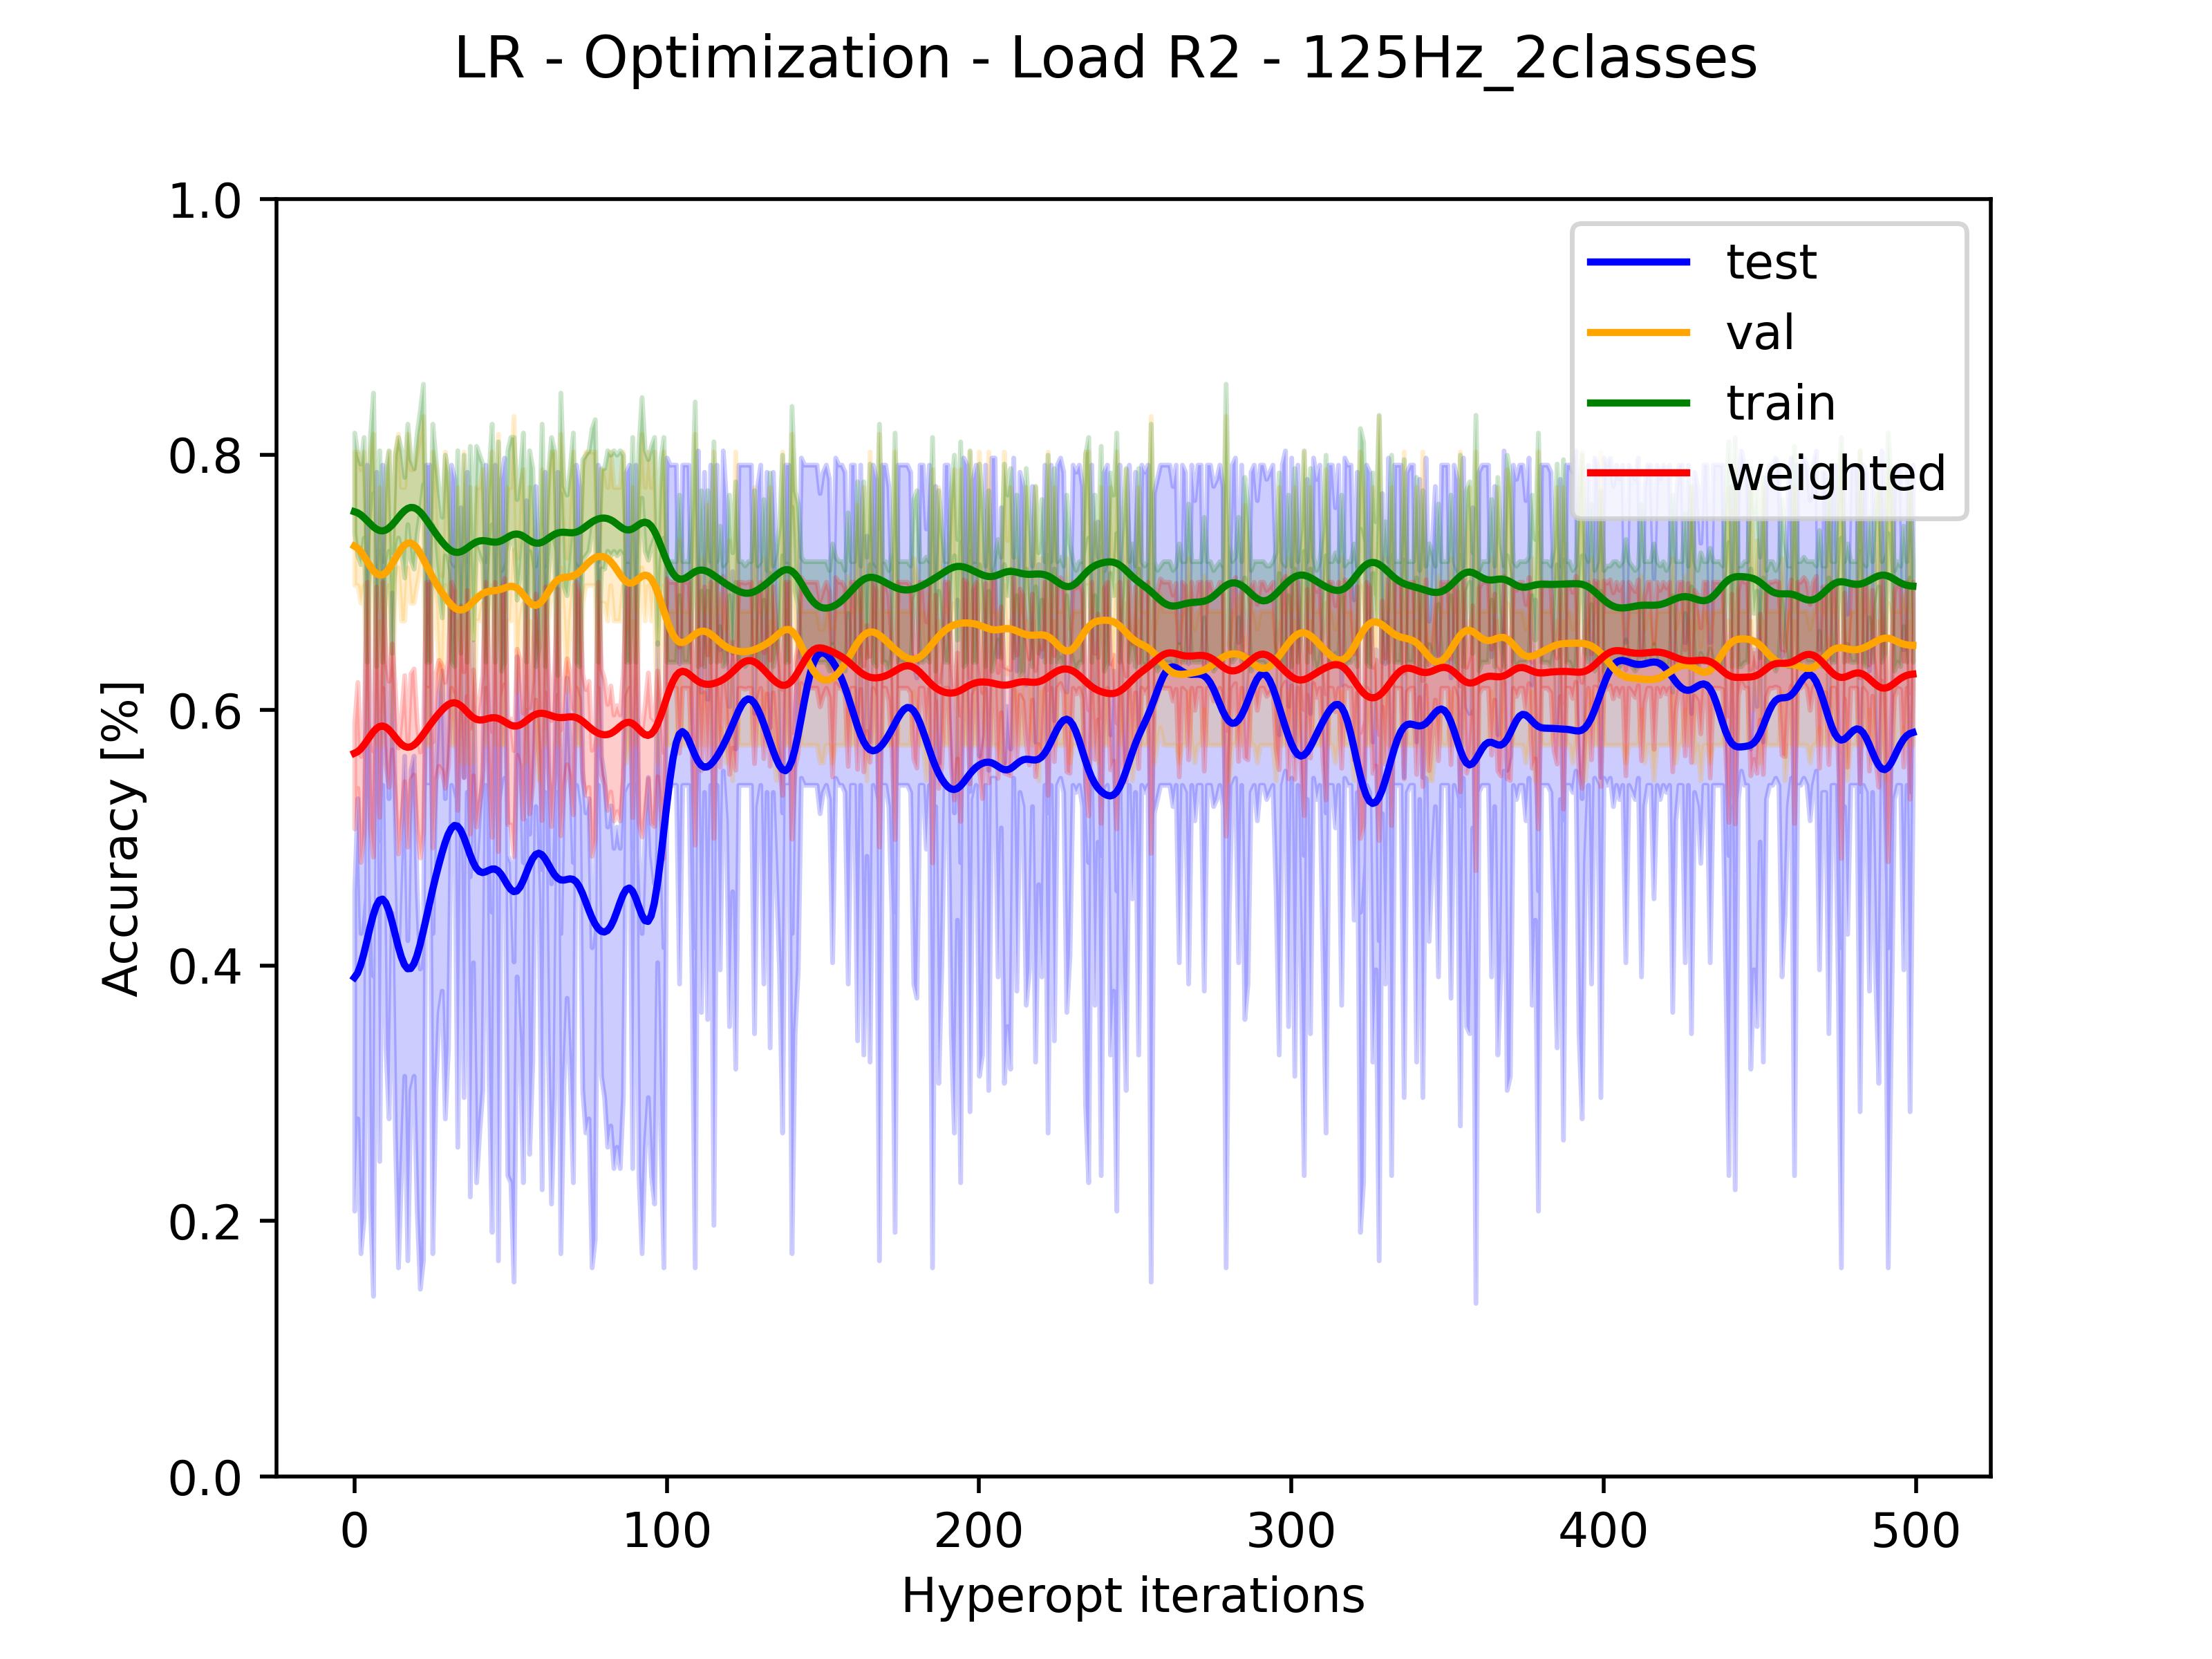 LR - Optimization - Load R2 - 125Hz_2classes
1.0
0.8
0.6
0.4
0.2
0.0
Accuracy [%]
test
val
train
weighted
0 100 200 300 400 500
Hyperopt iterations